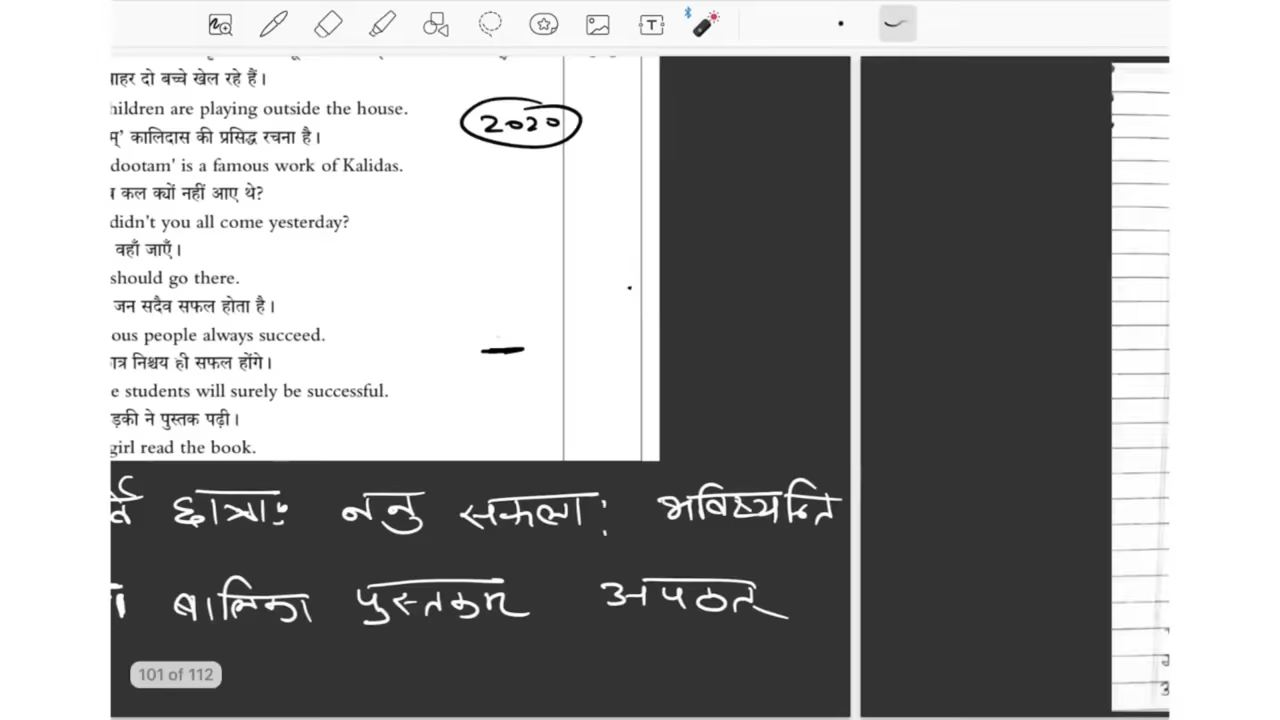 ाहर दो बच्चे खेल रहे हैं।
hildren are playing outside the house.
2020
म्' कालिदास की प्रसिद्ध रचना है।
dootam' is a famous work of Kalidas.
कल क्यों नहीं आए थे?
didn't you all come yesterday?
वहाँ जाएँ।
should go there.
जन सदैव सफल होता है।
ous people always succeed.
ात्र निश्चय ही सफल होंगे।
e students will surely be successful.
ड़की ने पुस्तक पढ़ी।
girl read the book.
छात्राः ननु सफलाः भविष्यन्ति
बालिका पुस्तकम् अपठत्
101 of 112